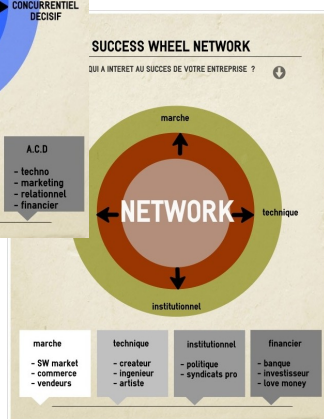 CONCURRENTIEL
DECISIF
SUCCESS WHEEL NETWORK
QUI A INTERET AU SUCCES DE VOTRE ENTREPRISE ?
A.C.D
- techno
- marketing
- relationnel
- financier
marche
NETWORK
technique
institutionnel
marche
- SW market
- commerce
- vendeurs
technique
- createur
- ingenieur
- artiste
institutionnel
- politique
- syndicats pro
financier
- banque
- investisseur
- love money